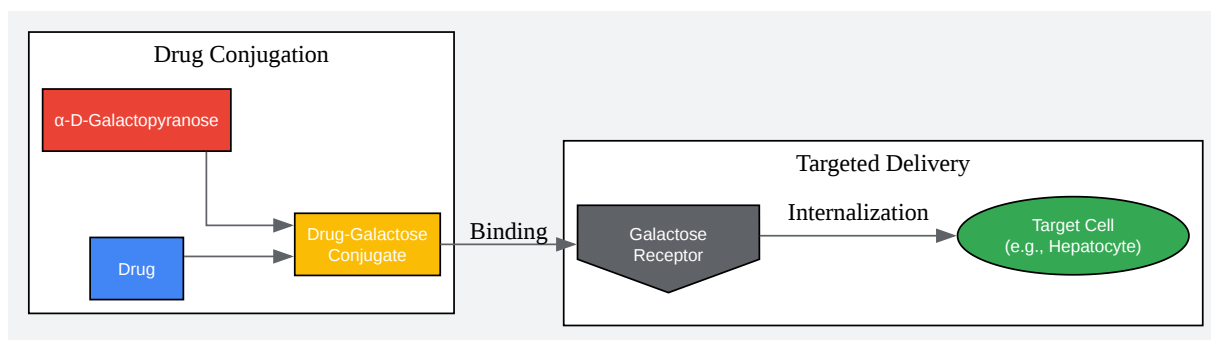 Drug Conjugation
α-D-Galactopyranose
Drug
Drug-Galactose
Conjugate
Binding
Targeted Delivery
Galactose
Receptor
Internalization
Target Cell
(e.g., Hepatocyte)